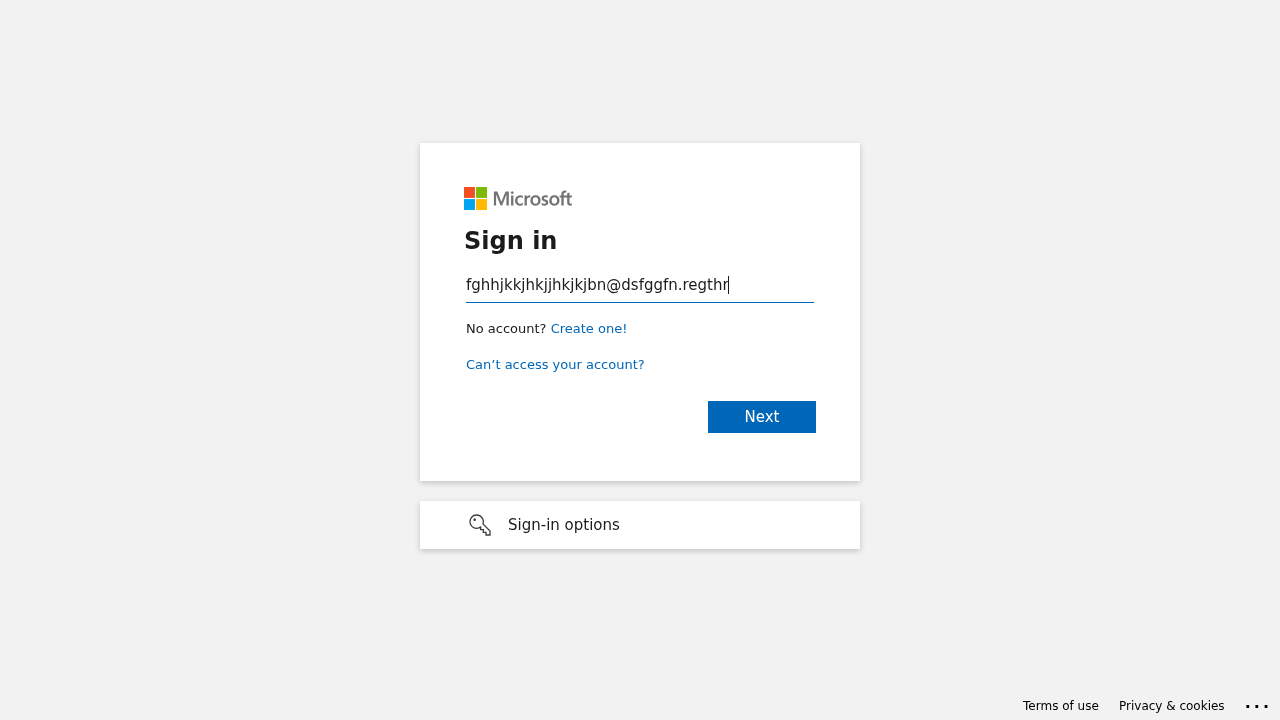 Microsoft
Sign in
fghhjkkjhkjjhkjkjbn@dsfggfn.regthr
No account? Create one!
Can’t access your account?
Next
Sign-in options
Terms of use Privacy & cookies ...